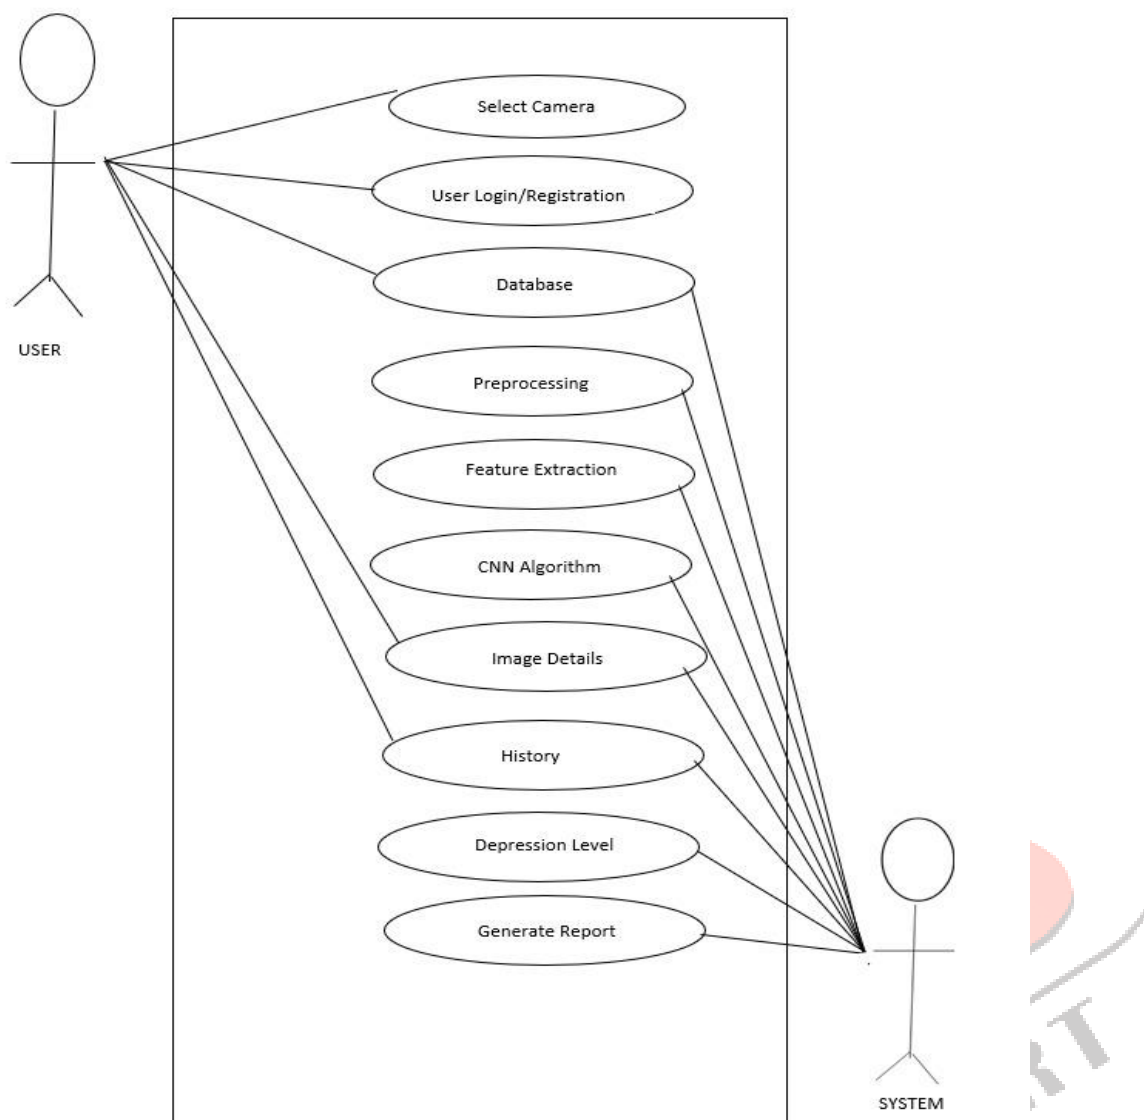 Select Camera
User Login/Registration
Database
USER
Preprocessing
Feature Extraction
CNN Algorithm
Image Details
History
Depression Level
Generate Report
SYSTEM